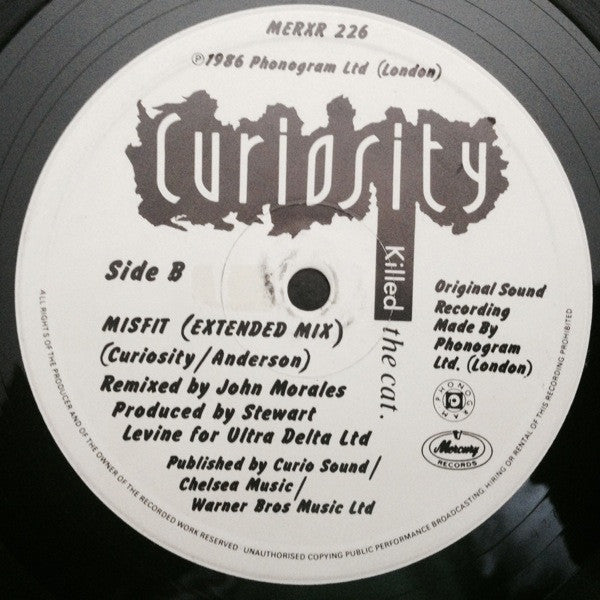 MERXR 226
℗1986 Phonogram Ltd (London)
Curiosity
Killed
the cat.
Side B
MISFIT (EXTENDED MIX)
(Curiosity/Anderson)
Remixed by John Morales
Produced by Stewart
Levine for Ultra Delta Ltd
Published by Curio Sound/
Chelsea Music/
Warner Bros Music Ltd
Original Sound
Recording
Made By
Phonogram
Ltd. (London)
PHONOGRAM
Mercury
RECORDS
ALL RIGHTS OF THE PRODUCER AND OF THE OWNER OF THE RECORDED WORK RESERVED UNAUTHORISED COPYING PUBLIC PERFORMANCE BROADCASTING, HIRING OR RENTAL OF THIS RECORDING PROHIBITED